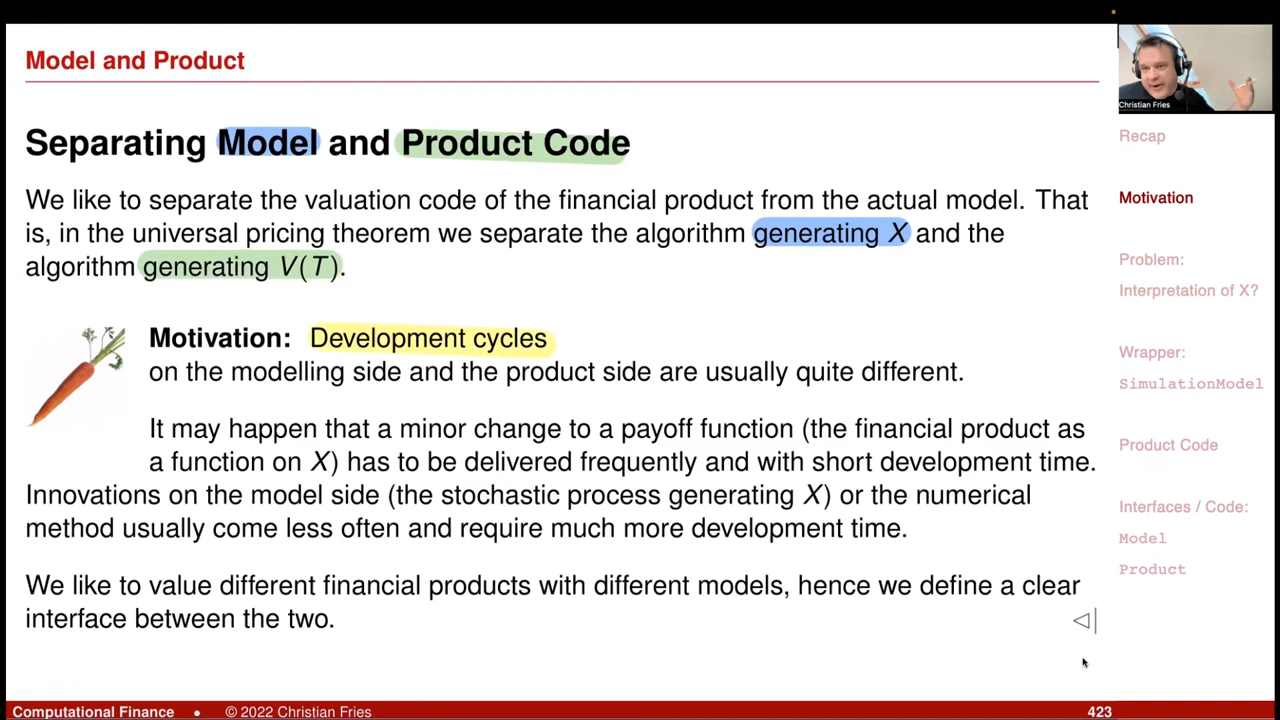 Model and Product
Christian Fries
Separating Model and Product Code
We like to separate the valuation code of the financial product from the actual model. That
is, in the universal pricing theorem we separate the algorithm generating X and the
algorithm generating V(T).
Motivation: Development cycles
on the modelling side and the product side are usually quite different.
It may happen that a minor change to a payoff function (the financial product as
a function on X) has to be delivered frequently and with short development time.
Innovations on the model side (the stochastic process generating X) or the numerical
method usually come less often and require much more development time.
We like to value different financial products with different models, hence we define a clear
interface between the two.
Recap
Motivation
Problem:
Interpretation of X?
Wrapper:
SimulationModel
Product Code
Interfaces / Code:
Model
Product
Computational Finance • © 2022 Christian Fries 423